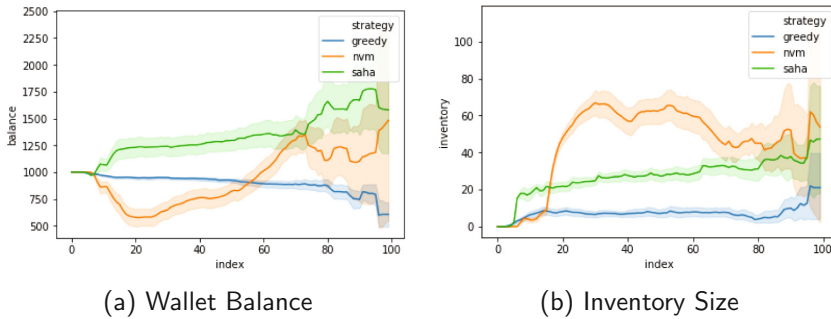 2500
2250
2000
1750
1500
1250
1000
750
500
balance
0
20
40
60
80
100
index
strategy
greedy
nvm
saha
(a) Wallet Balance
120
100
80
60
40
20
0
inventory
0
20
40
60
80
100
index
strategy
greedy
nvm
saha
(b) Inventory Size